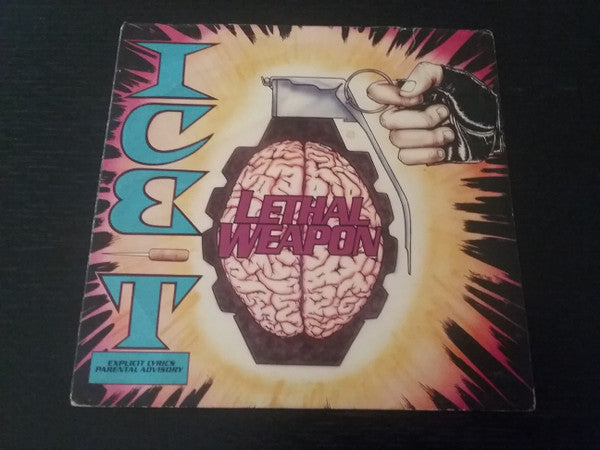 ICE-T
LETHAL
WEAPON
EXPLICIT LYRICS
PARENTAL ADVISORY